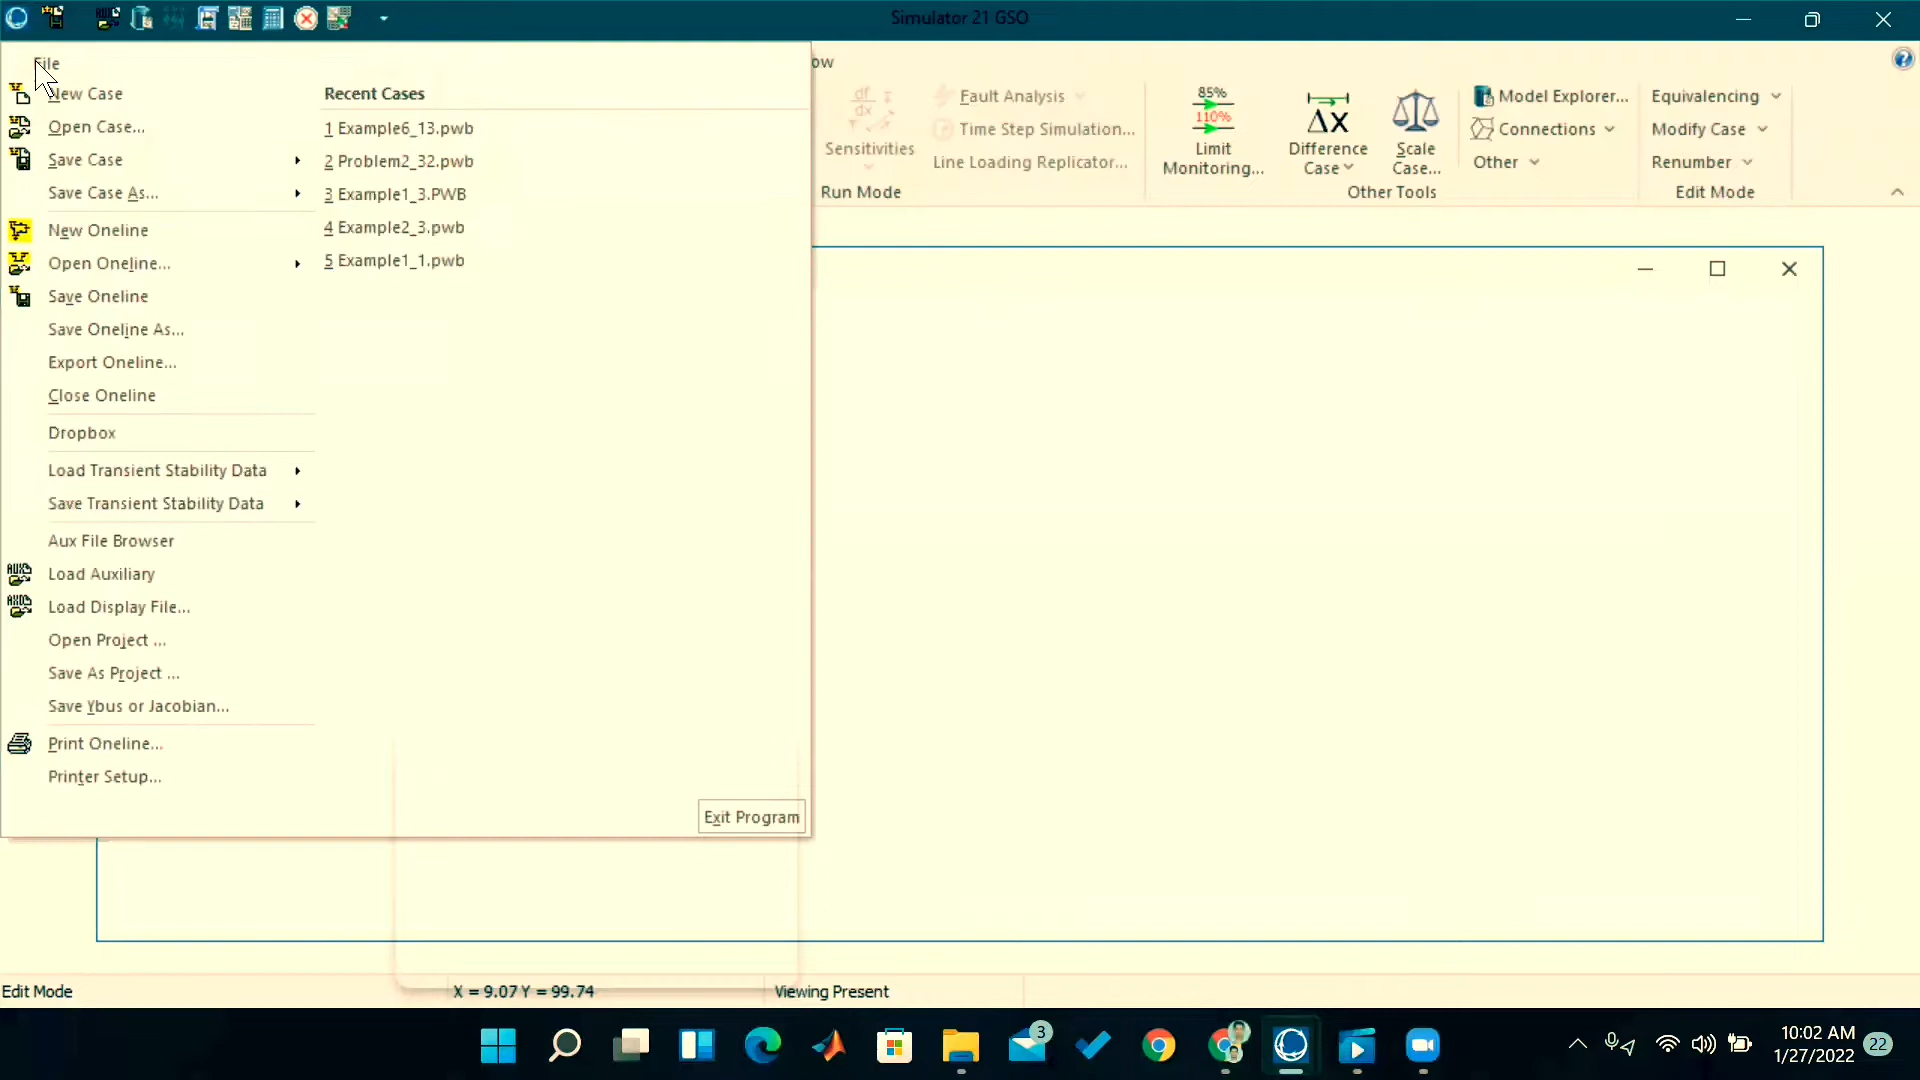 Simulator 21 GSO
File
ow
New Case
Open Case...
Save Case
Save Case As...
New Oneline
Open Oneline...
Save Oneline
Save Oneline As...
Export Oneline...
Close Oneline
Dropbox
Load Transient Stability Data
Save Transient Stability Data
Aux File Browser
Load Auxiliary
Load Display File...
Open Project ...
Save As Project ...
Save Ybus or Jacobian...
Print Oneline...
Printer Setup...
Recent Cases
1 Example6_13.pwb
2 Problem2_32.pwb
3 Example1_3.PWB
4 Example2_3.pwb
5 Example1_1.pwb
Exit Program
Sensitivities
Fault Analysis
Time Step Simulation...
Line Loading Replicator...
Run Mode
85%
110%
Limit
Monitoring...
Difference
Case
Scale
Case...
Model Explorer...
Connections
Other
Other Tools
Equivalencing
Modify Case
Renumber
Edit Mode
Edit Mode
X = 9.07 Y = 99.74
Viewing Present
3
10:02 AM
1/27/2022
22